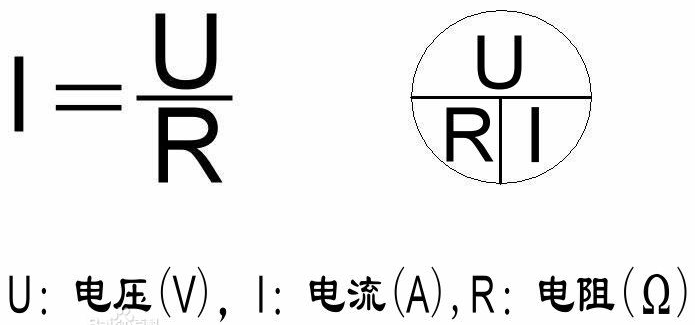 I = U/R
U
R I
U: 电压(V), I: 电流(A), R: 电阻(Ω)